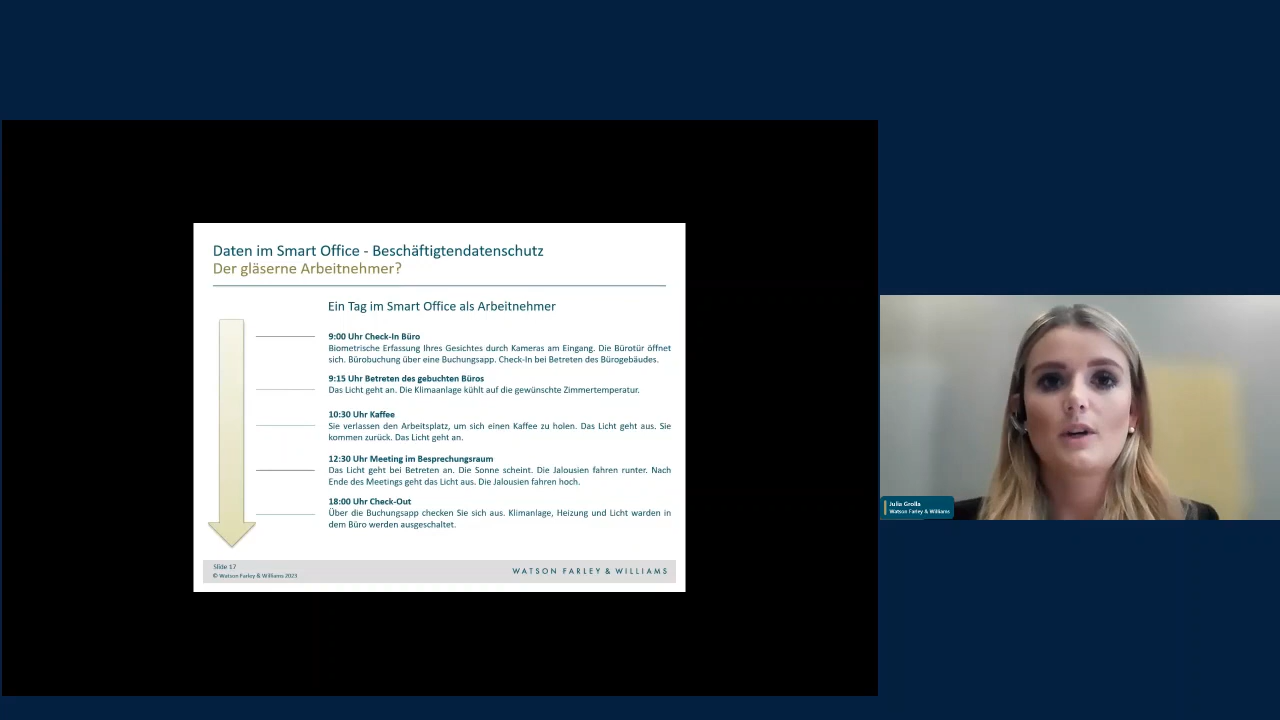 Daten im Smart Office - Beschäftigtendatenschutz
Der gläserne Arbeitnehmer?
Ein Tag im Smart Office als Arbeitnehmer
9:00 Uhr Check-In Büro
Biometrische Erfassung Ihres Gesichtes durch Kameras am Eingang. Die Bürotür öffnet
sich. Bürobuchung über eine Buchungsapp. Check-In bei Betreten des Bürogebäudes.
9:15 Uhr Betreten des gebuchten Büros
Das Licht geht an. Die Klimaanlage kühlt auf die gewünschte Zimmertemperatur.
10:30 Uhr Kaffee
Sie verlassen den Arbeitsplatz, um sich einen Kaffee zu holen. Das Licht geht aus. Sie
kommen zurück. Das Licht geht an.
12:30 Uhr Meeting im Besprechungsraum
Das Licht geht bei Betreten an. Die Sonne scheint. Die Jalousien fahren runter. Nach
Ende des Meetings geht das Licht aus. Die Jalousien fahren hoch.
18:00 Uhr Check-Out
Über die Buchungsapp checken Sie sich aus. Klimanlage, Heizung und Licht warden in
dem Büro werden ausgeschaltet.
Slide 17
© Watson Farley & Williams 2023
WATSON FARLEY & WILLIAMS
Julia Grolla
Watson Farley & Williams